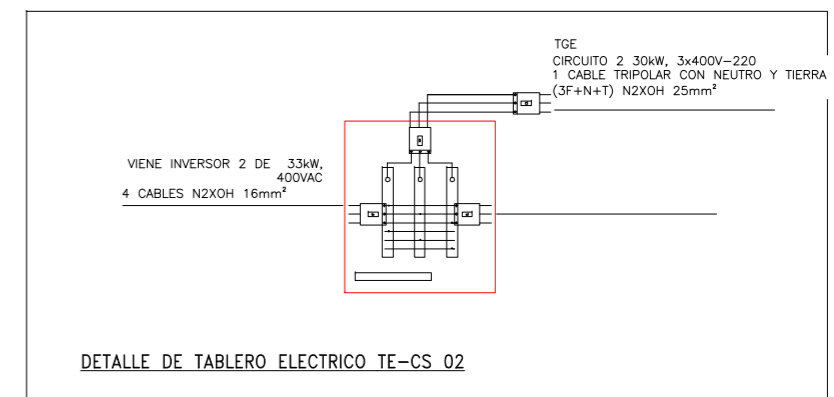 TGE
CIRCUITO 2 30kW, 3x400V-220
1 CABLE TRIPOLAR CON NEUTRO Y TIERRA
(3F+N+T) N2XOH 25mm²
VIENE INVERSOR 2 DE 33kW,
400VAC
4 CABLES N2XOH 16mm²
DETALLE DE TABLERO ELECTRICO TE-CS 02